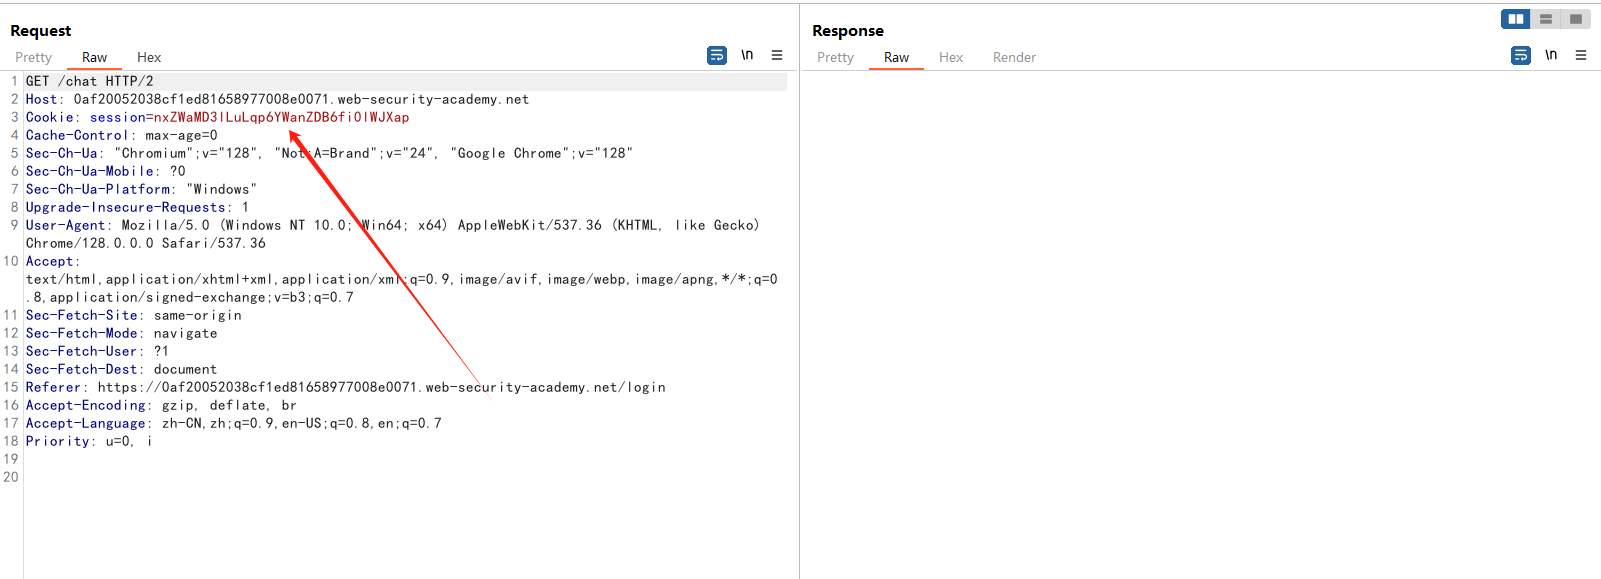 Request
Pretty Raw Hex
\n
1 GET /chat HTTP/2
2 Host: 0af20052038cf1ed81658977008e0071.web-security-academy.net
3 Cookie: session=nxZWaMD3lLuLqp6YWanZDB6fi0lWJXap
4 Cache-Control: max-age=0
5 Sec-Ch-Ua: "Chromium";v="128", "Not;A=Brand";v="24", "Google Chrome";v="128"
6 Sec-Ch-Ua-Mobile: ?0
7 Sec-Ch-Ua-Platform: "Windows"
8 Upgrade-Insecure-Requests: 1
9 User-Agent: Mozilla/5.0 (Windows NT 10.0; Win64; x64) AppleWebKit/537.36 (KHTML, like Gecko)
Chrome/128.0.0.0 Safari/537.36
10 Accept:
text/html,application/xhtml+xml,application/xml;q=0.9,image/avif,image/webp,image/apng,*/*;q=0
.8,application/signed-exchange;v=b3;q=0.7
11 Sec-Fetch-Site: same-origin
12 Sec-Fetch-Mode: navigate
13 Sec-Fetch-User: ?1
14 Sec-Fetch-Dest: document
15 Referer: https://0af20052038cf1ed81658977008e0071.web-security-academy.net/login
16 Accept-Encoding: gzip, deflate, br
17 Accept-Language: zh-CN,zh;q=0.9,en-US;q=0.8,en;q=0.7
18 Priority: u=0, i
19
20
Response
Pretty Raw Hex Render
\n